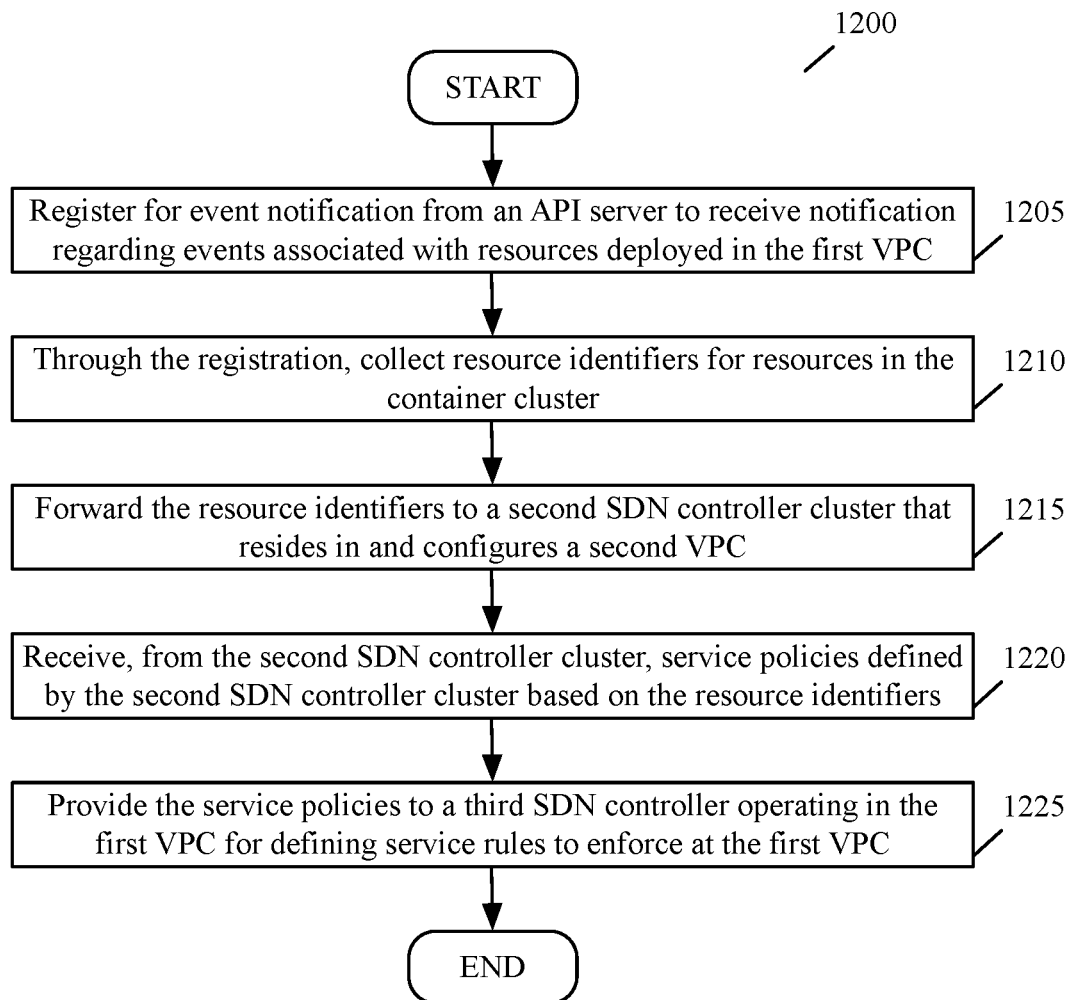 1200
START
Register for event notification from an API server to receive notification
regarding events associated with resources deployed in the first VPC
1205
Through the registration, collect resource identifiers for resources in the
container cluster
1210
Forward the resource identifiers to a second SDN controller cluster that
resides in and configures a second VPC
1215
Receive, from the second SDN controller cluster, service policies defined
by the second SDN controller cluster based on the resource identifiers
1220
Provide the service policies to a third SDN controller operating in the
first VPC for defining service rules to enforce at the first VPC
1225
END